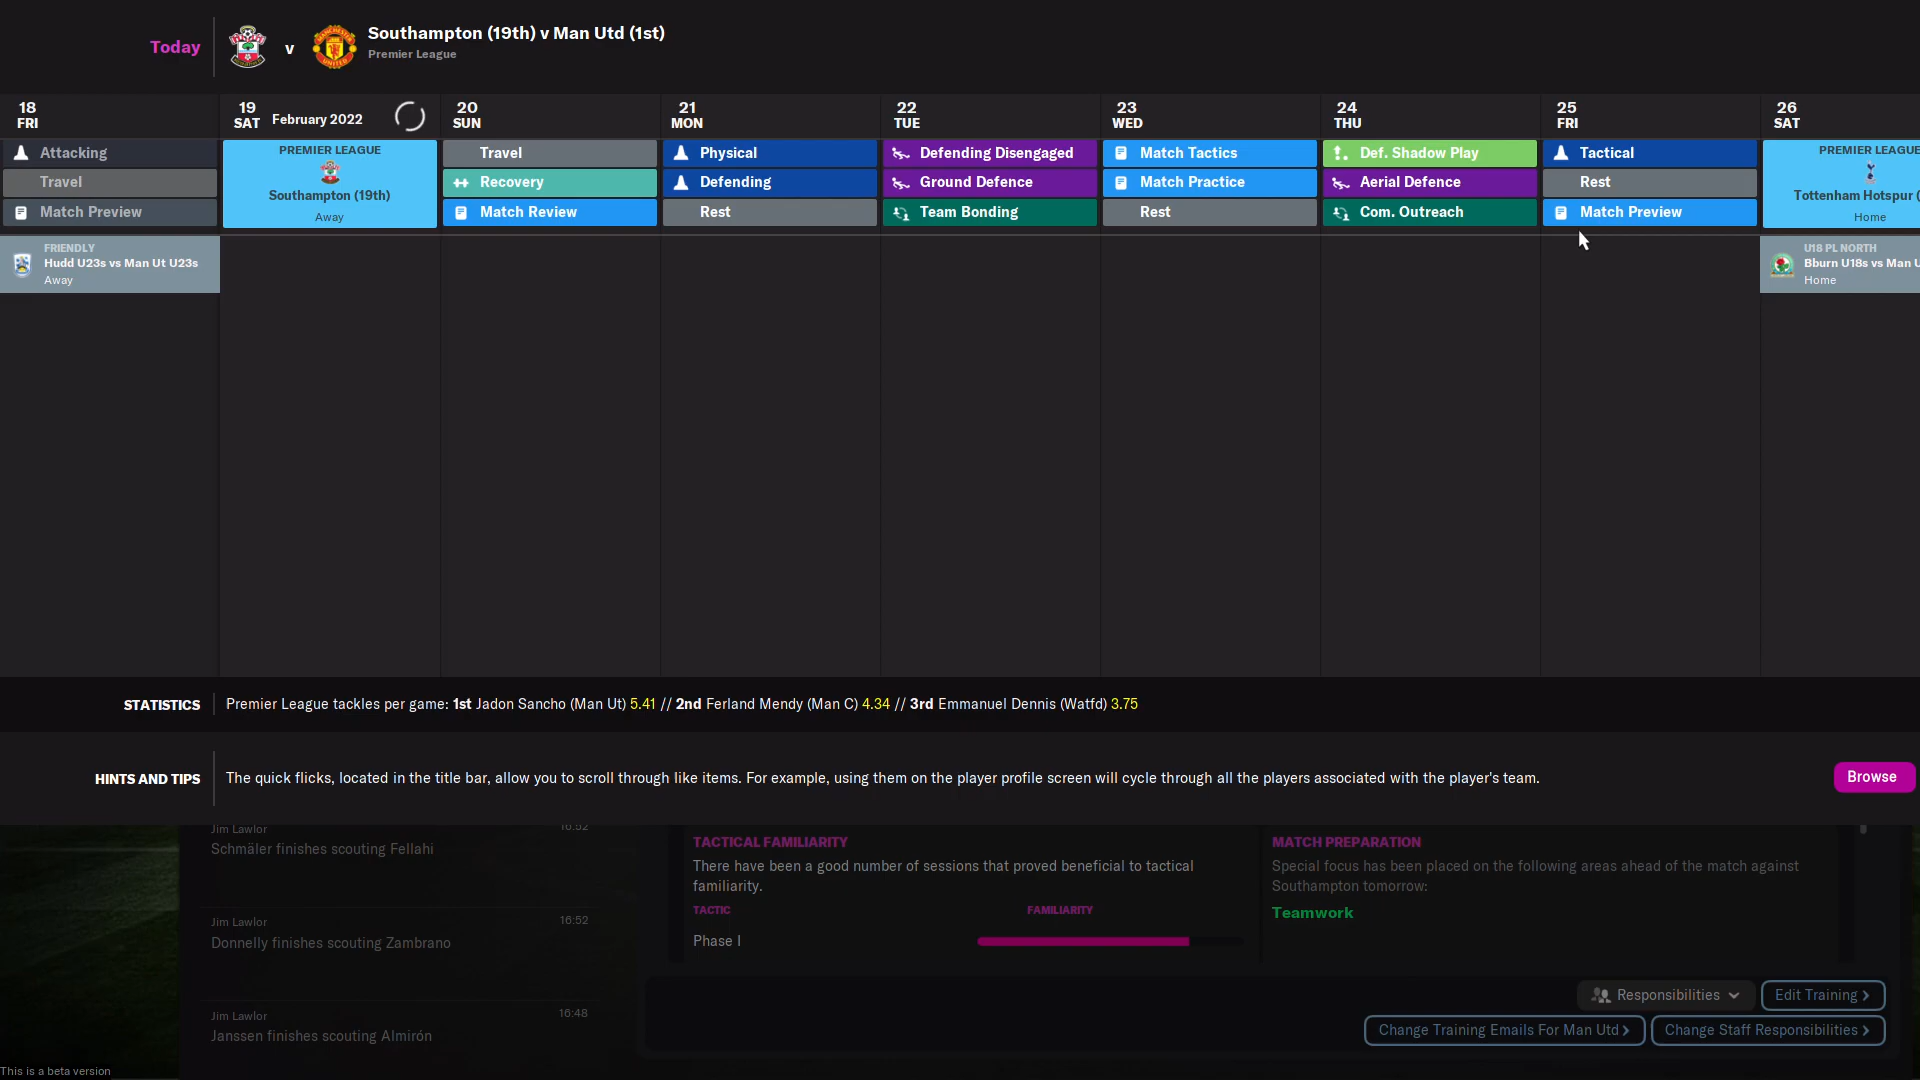 Today
v
Southampton (19th) v Man Utd (1st)
Premier League
18
FRI
19
SAT February 2022
20
SUN
21
MON
22
TUE
23
WED
24
THU
25
FRI
26
SAT
Attacking
Travel
Match Preview
PREMIER LEAGUE
Southampton (19th)
Away
Travel
Recovery
Match Review
Physical
Defending
Rest
Defending Disengaged
Ground Defence
Team Bonding
Match Tactics
Match Practice
Rest
Def. Shadow Play
Aerial Defence
Com. Outreach
Tactical
Rest
Match Preview
PREMIER LEAGUE
Tottenham Hotspur (
Home
FRIENDLY
Hudd U23s vs Man Ut U23s
Away
U18 PL NORTH
Bburn U18s vs Man U
Home
STATISTICS
Premier League tackles per game: 1st Jadon Sancho (Man Ut) 5.41 // 2nd Ferland Mendy (Man C) 4.34 // 3rd Emmanuel Dennis (Watfd) 3.75
HINTS AND TIPS
The quick flicks, located in the title bar, allow you to scroll through like items. For example, using them on the player profile screen will cycle through all the players associated with the player's team.
Browse
Jim Lawlor 16:52
Schmäler finishes scouting Fellahi
Jim Lawlor 16:52
Donnelly finishes scouting Zambrano
Jim Lawlor 16:48
Janssen finishes scouting Almirón
TACTICAL FAMILIARITY
There have been a good number of sessions that proved beneficial to tactical
familiarity.
TACTIC FAMILIARITY
Phase I
MATCH PREPARATION
Special focus has been placed on the following areas ahead of the match against
Southampton tomorrow:
Teamwork
Responsibilities
Edit Training
Change Training Emails For Man Utd
Change Staff Responsibilities
This is a beta version